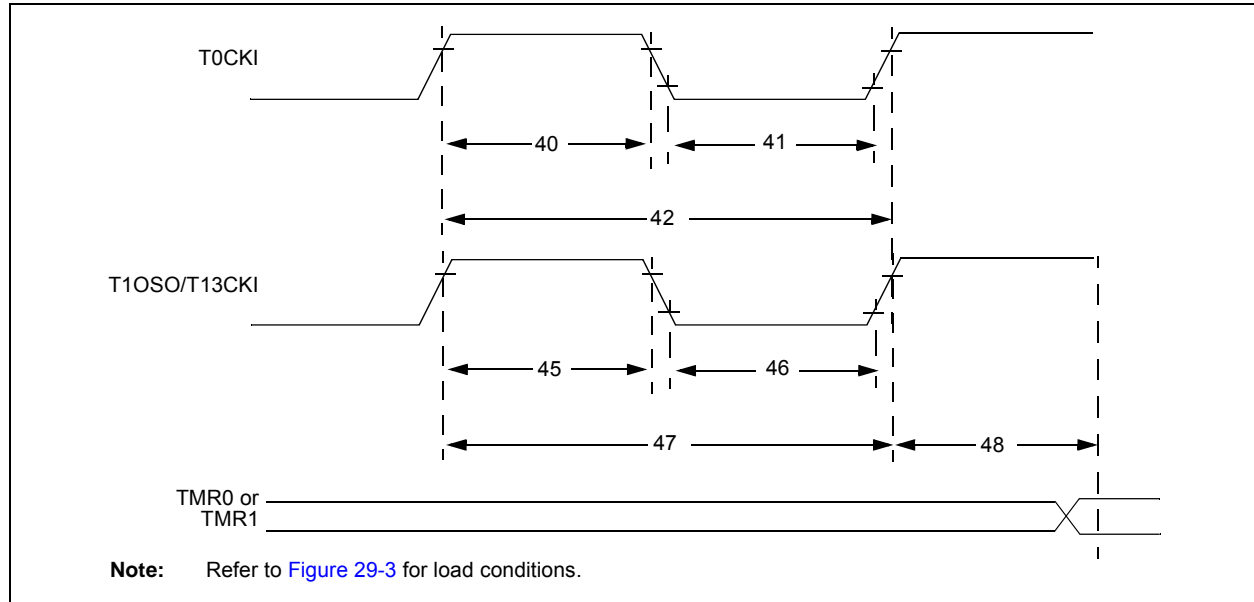 T0CKI
40
41
42
T1OSO/T13CKI
45
46
47
48
TMR0 or
TMR1
Note: Refer to Figure 29-3 for load conditions.